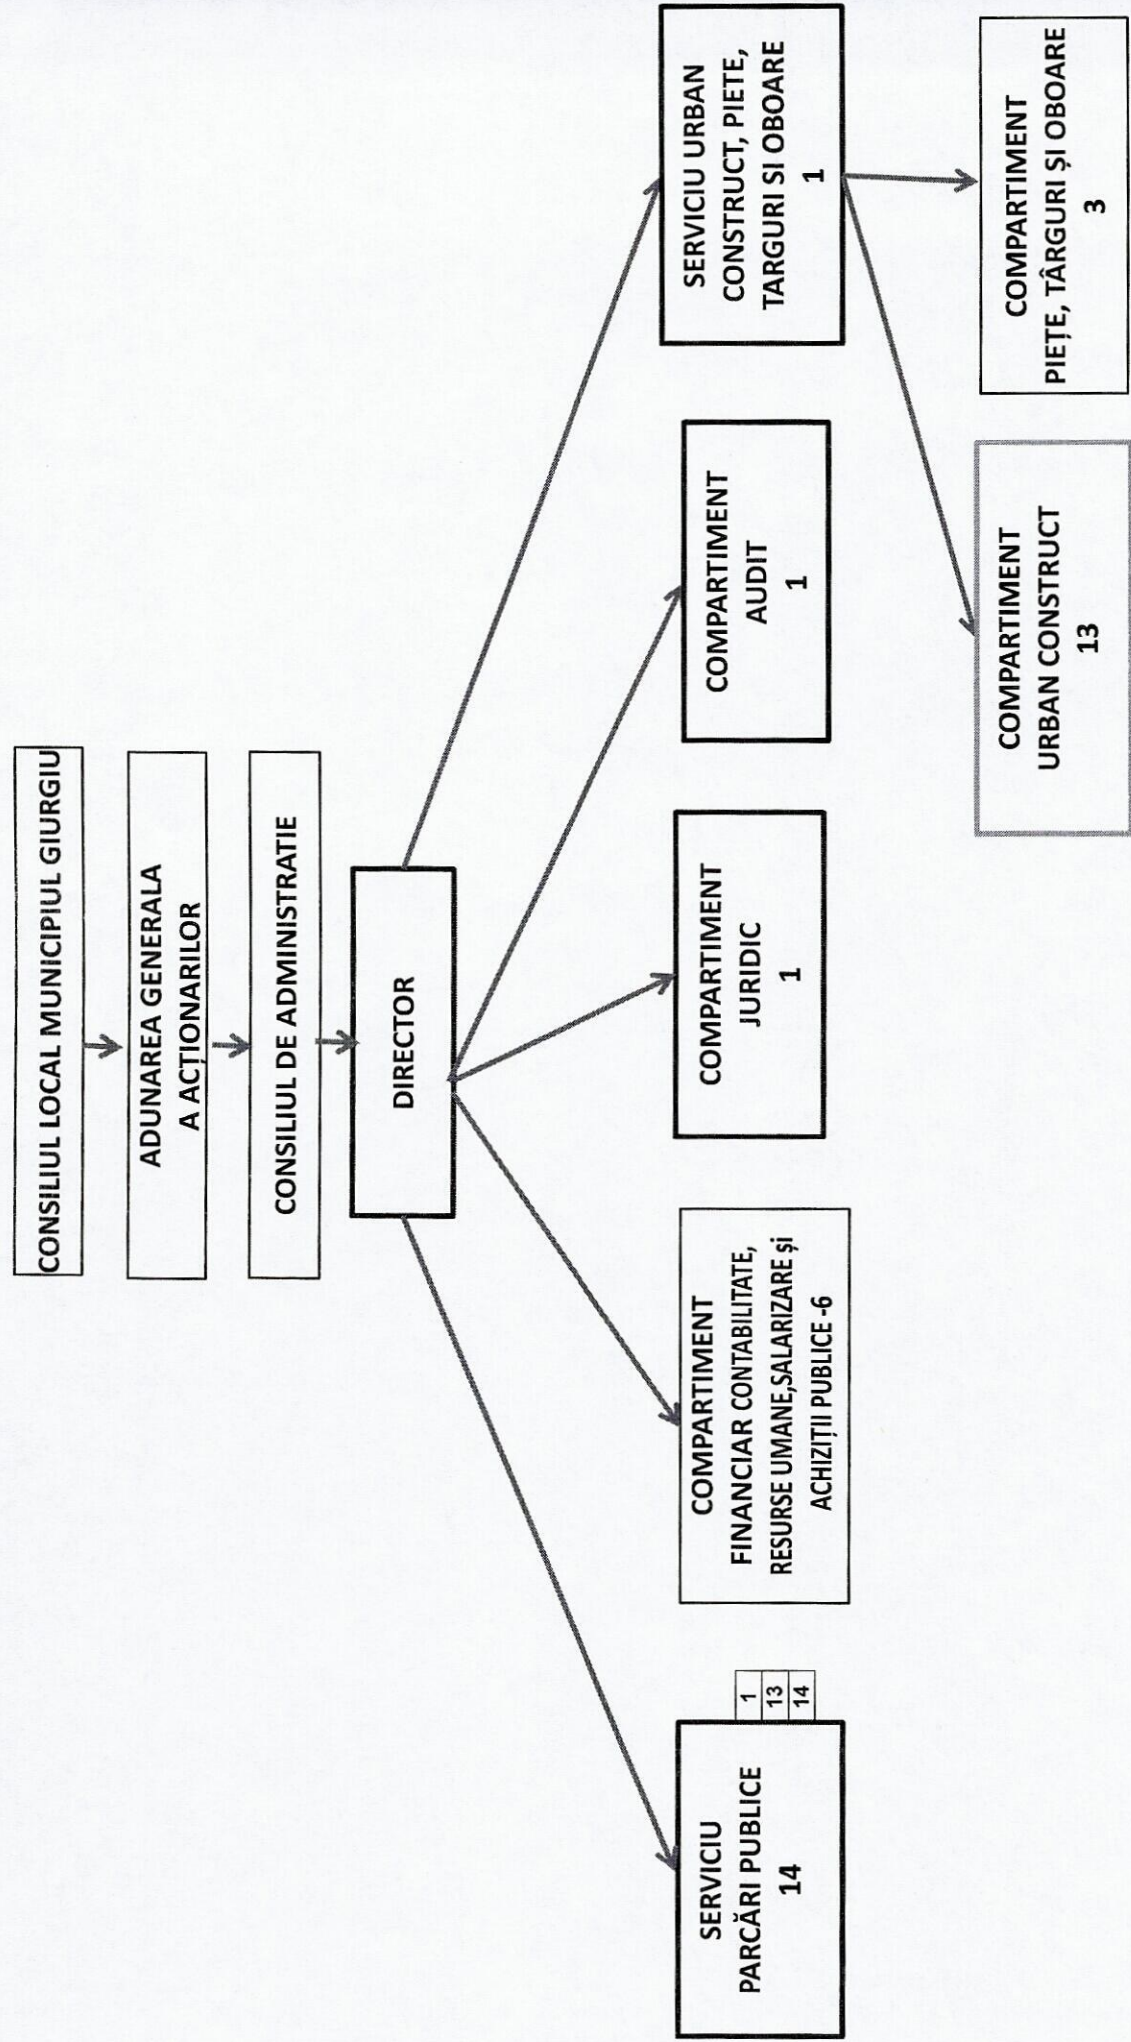 CONSILIUL LOCAL MUNICIPIUL GIURGIU
ADUNAREA GENERALA
A ACȚIONARILOR
CONSILIUL DE ADMINISTRATIE
DIRECTOR
SERVICIU
PARCĂRI PUBLICE
14
1
13
14
COMPARTIMENT
FINANCIAR CONTABILITATE,
RESURSE UMANE,SALARIZARE și
ACHIZIȚII PUBLICE -6
COMPARTIMENT
JURIDIC
1
COMPARTIMENT
AUDIT
1
SERVICIU URBAN
CONSTRUCT, PIETE,
TARGURI SI OBOARE
1
COMPARTIMENT
URBAN CONSTRUCT
13
COMPARTIMENT
PIEȚE, TÂRGURI ȘI OBOARE
3